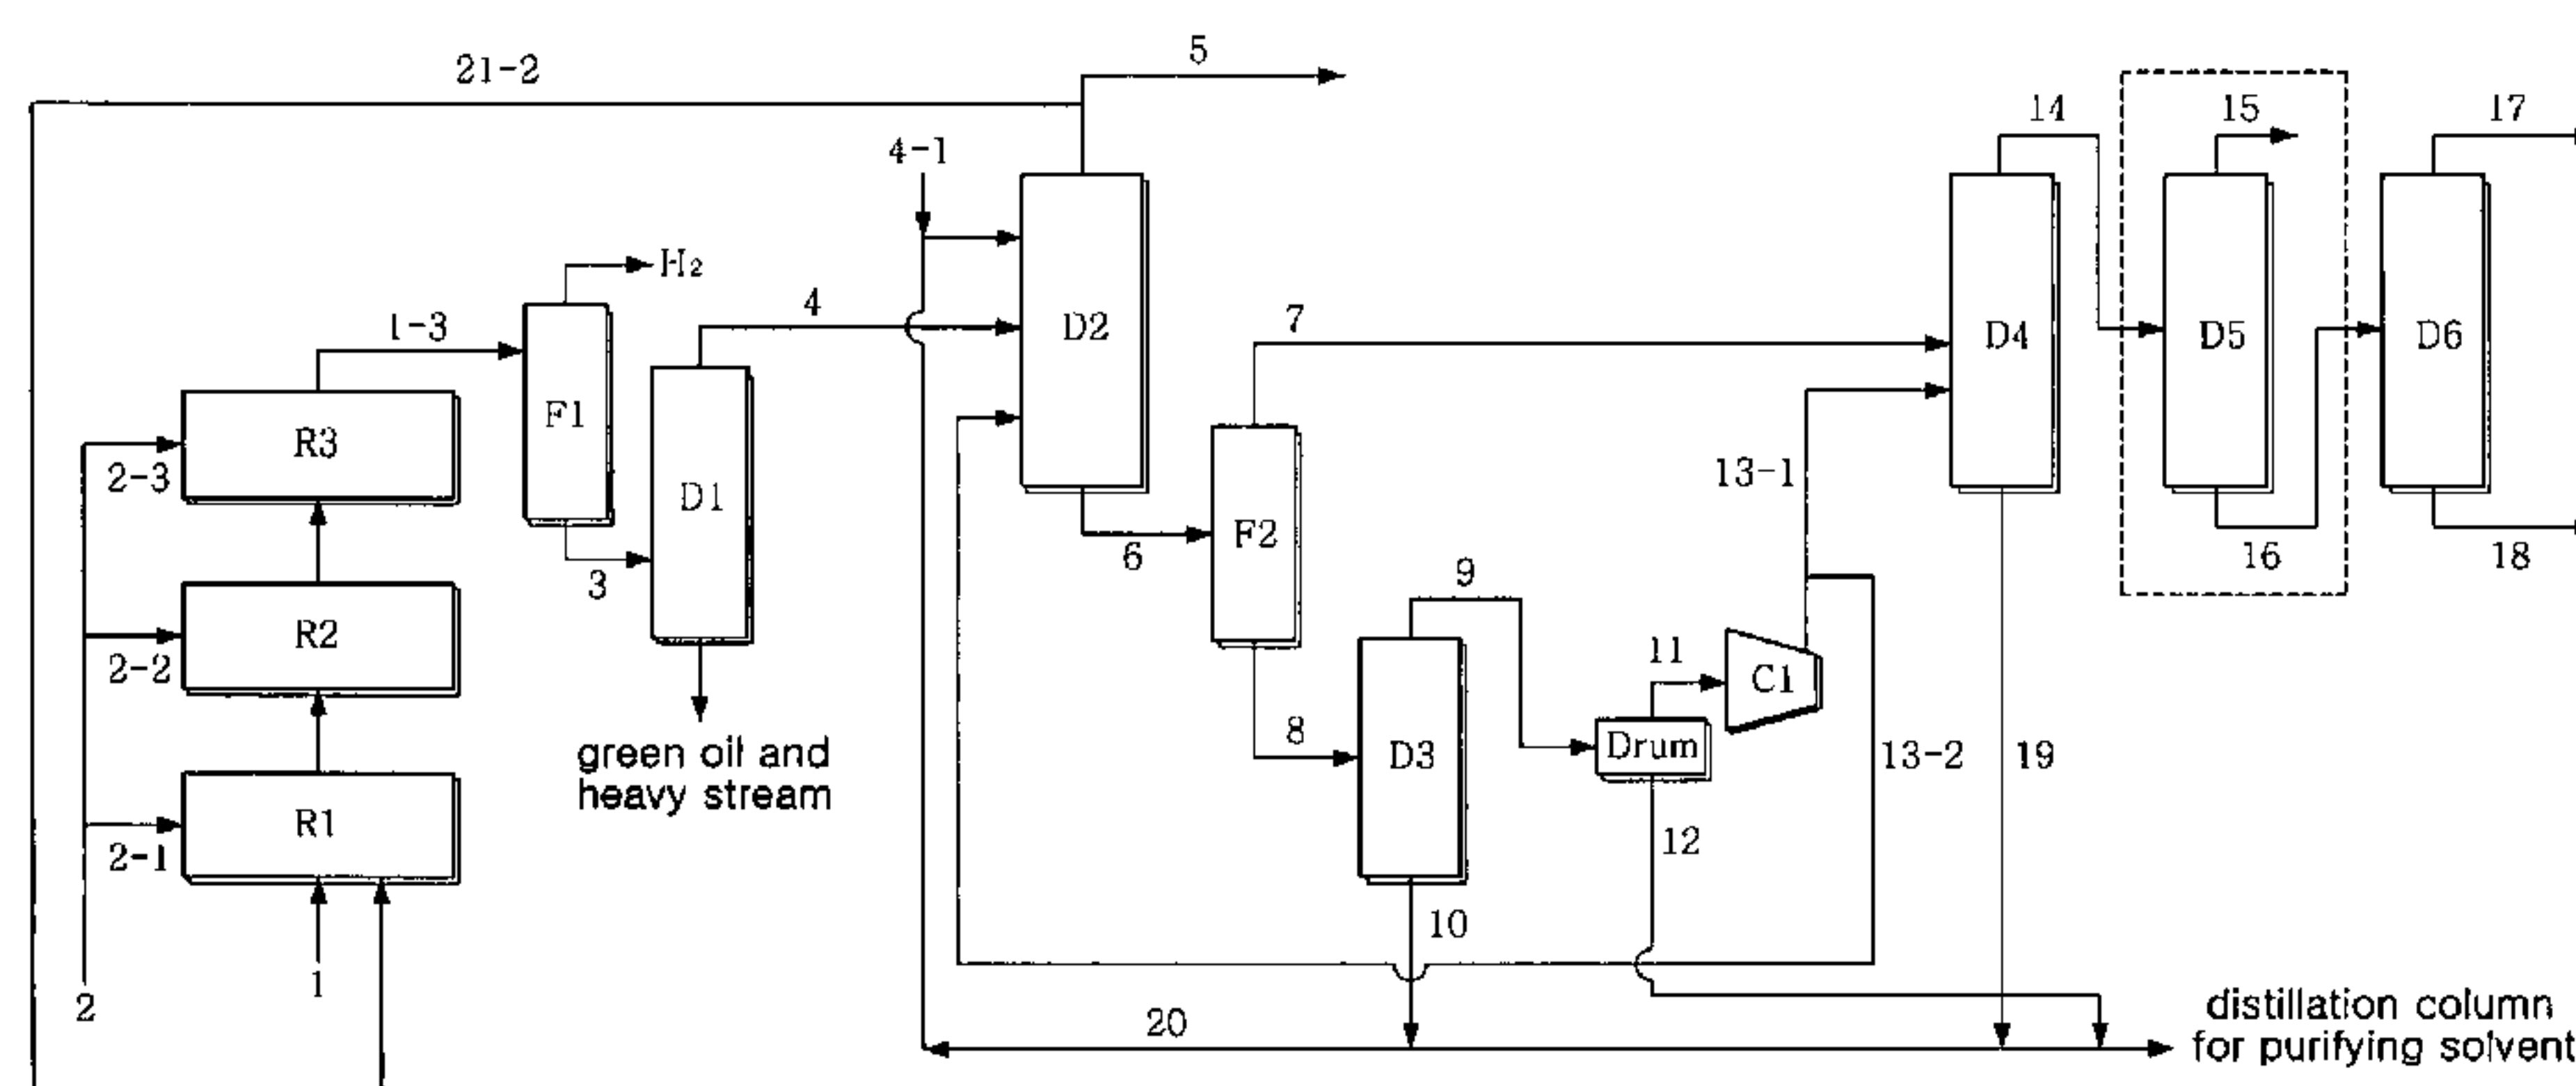 21-2
5
4-1
14
15
17
H2
1-3
4
D2
7
D4
D5
D6
F1
R3
2-3
D1
13-1
6
F2
16
18
3
9
R2
2-2
11
C1
green oil and
heavy stream
8
D3
Drum
13-2
19
R1
2-1
12
10
1
2
20
distillation column
for purifying solvent